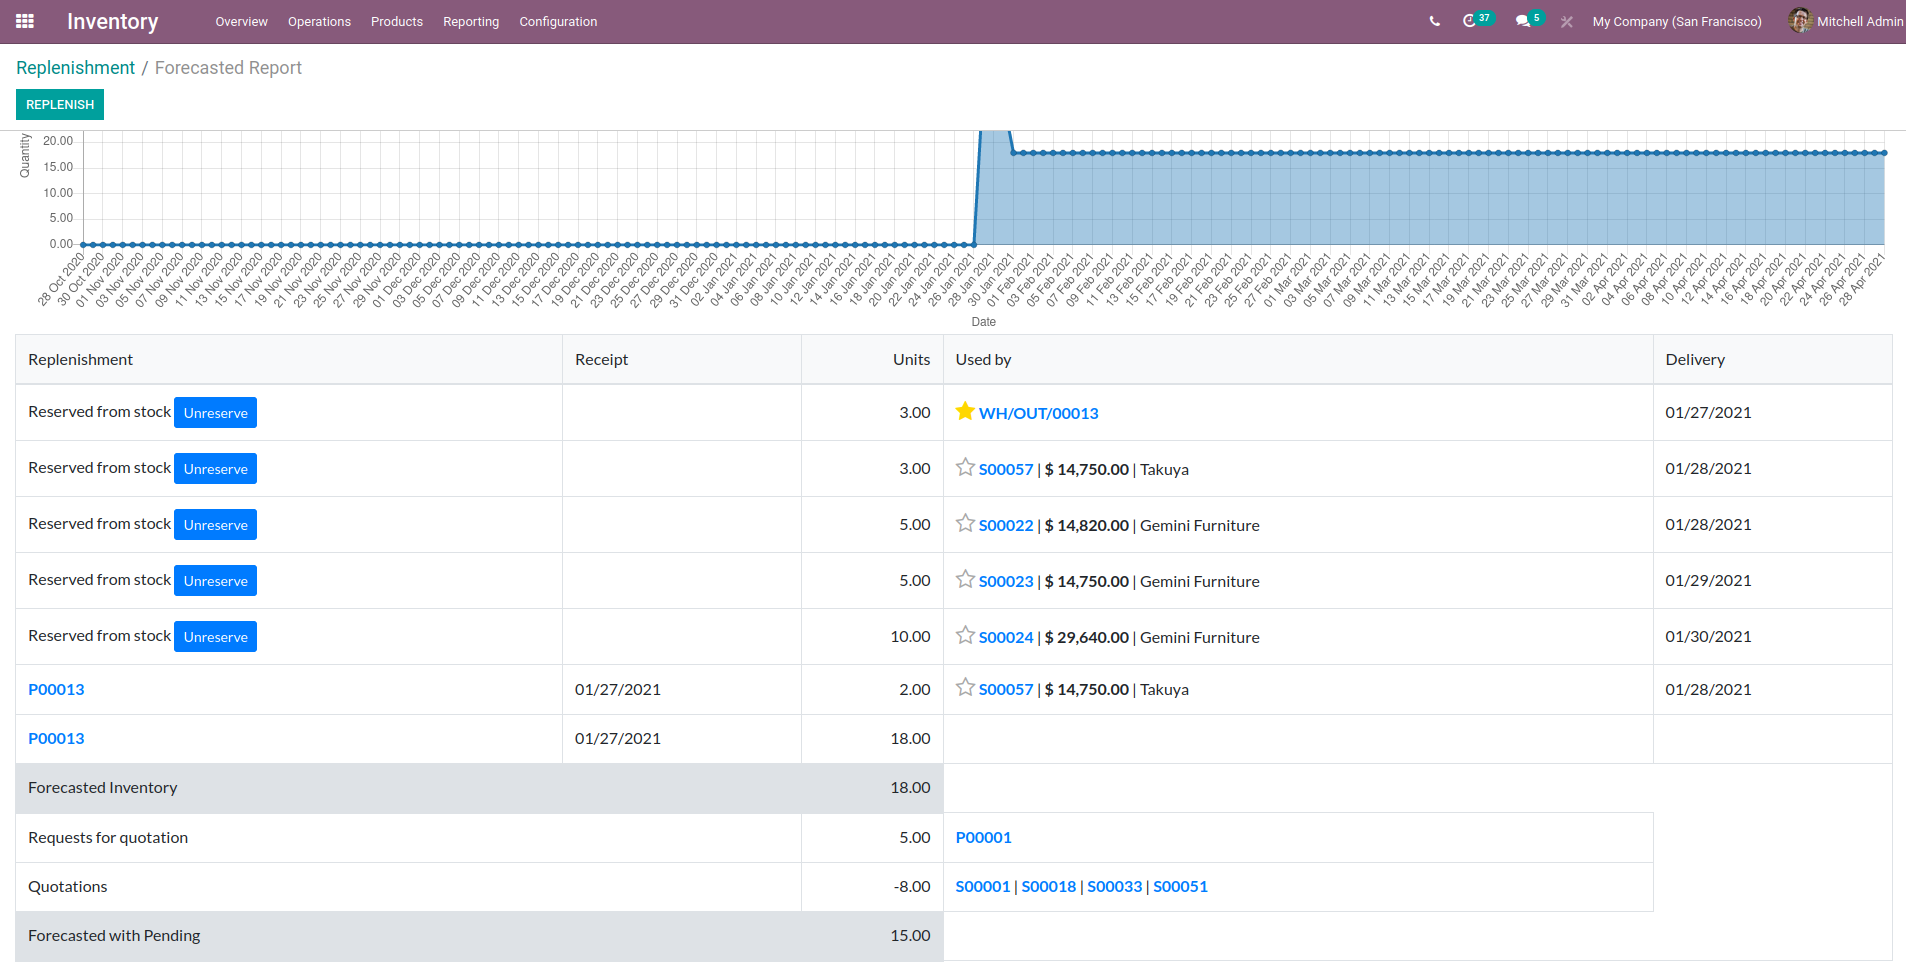 Inventory Overview Operations Products Reporting Configuration 37 5 My Company (San Francisco) Mitchell Admin
Replenishment / Forecasted Report
REPLENISH
Quantity
20.00
15.00
10.00
5.00
0.00
28 Oct 2020 30 Oct 2020 01 Nov 2020 03 Nov 2020 05 Nov 2020 07 Nov 2020 09 Nov 2020 11 Nov 2020 13 Nov 2020 15 Nov 2020 17 Nov 2020 19 Nov 2020 21 Nov 2020 23 Nov 2020 25 Nov 2020 27 Nov 2020 29 Nov 2020 01 Dec 2020 03 Dec 2020 05 Dec 2020 07 Dec 2020 09 Dec 2020 11 Dec 2020 13 Dec 2020 15 Dec 2020 17 Dec 2020 19 Dec 2020 21 Dec 2020 23 Dec 2020 25 Dec 2020 27 Dec 2020 29 Dec 2020 31 Dec 2020 02 Jan 2021 04 Jan 2021 06 Jan 2021 08 Jan 2021 10 Jan 2021 12 Jan 2021 14 Jan 2021 16 Jan 2021 18 Jan 2021 20 Jan 2021 22 Jan 2021 24 Jan 2021 26 Jan 2021 28 Jan 2021 30 Jan 2021 01 Feb 2021 03 Feb 2021 05 Feb 2021 07 Feb 2021 09 Feb 2021 11 Feb 2021 13 Feb 2021 15 Feb 2021 17 Feb 2021 19 Feb 2021 21 Feb 2021 23 Feb 2021 25 Feb 2021 27 Feb 2021 01 Mar 2021 03 Mar 2021 05 Mar 2021 07 Mar 2021 09 Mar 2021 11 Mar 2021 13 Mar 2021 15 Mar 2021 17 Mar 2021 19 Mar 2021 21 Mar 2021 23 Mar 2021 25 Mar 2021 27 Mar 2021 29 Mar 2021 31 Mar 2021 02 Apr 2021 04 Apr 2021 06 Apr 2021 08 Apr 2021 10 Apr 2021 12 Apr 2021 14 Apr 2021 16 Apr 2021 18 Apr 2021 20 Apr 2021 22 Apr 2021 24 Apr 2021 26 Apr 2021 28 Apr 2021
Date
Replenishment Receipt Units Used by Delivery
Reserved from stock Unreserve 3.00 WH/OUT/00013 01/27/2021
Reserved from stock Unreserve 3.00 S00057 | $ 14,750.00 | Takuya 01/28/2021
Reserved from stock Unreserve 5.00 S00022 | $ 14,820.00 | Gemini Furniture 01/28/2021
Reserved from stock Unreserve 5.00 S00023 | $ 14,750.00 | Gemini Furniture 01/29/2021
Reserved from stock Unreserve 10.00 S00024 | $ 29,640.00 | Gemini Furniture 01/30/2021
P00013 01/27/2021 2.00 S00057 | $ 14,750.00 | Takuya 01/28/2021
P00013 01/27/2021 18.00
Forecasted Inventory 18.00
Requests for quotation 5.00 P00001
Quotations -8.00 S00001 | S00018 | S00033 | S00051
Forecasted with Pending 15.00